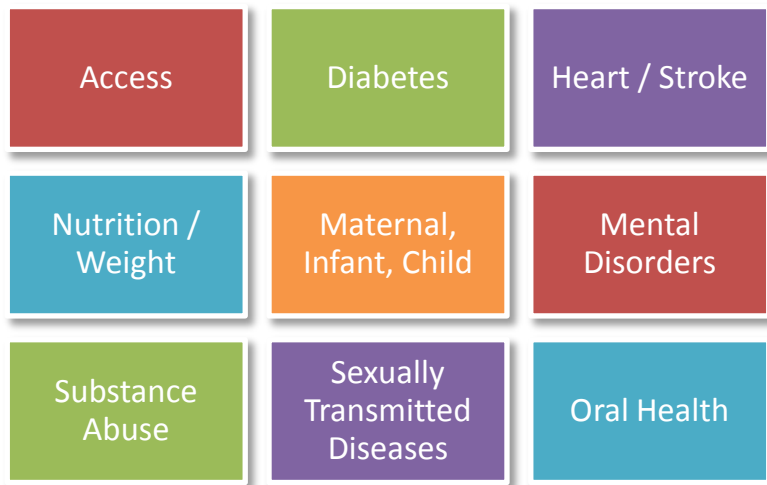 Access
Diabetes
Heart / Stroke
Nutrition /
Weight
Maternal,
Infant, Child
Mental
Disorders
Substance
Abuse
Sexually
Transmitted
Diseases
Oral Health